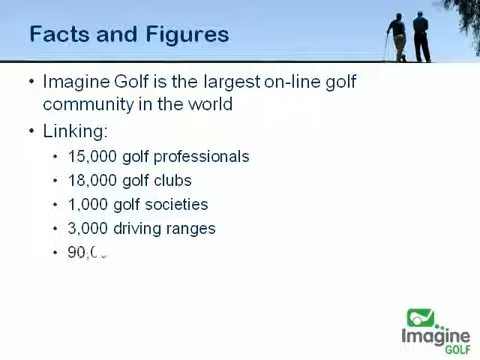 Facts and Figures
• Imagine Golf is the largest on-line golf
community in the world
• Linking:
• 15,000 golf professionals
• 18,000 golf clubs
• 1,000 golf societies
• 3,000 driving ranges
Imagine
GOLF